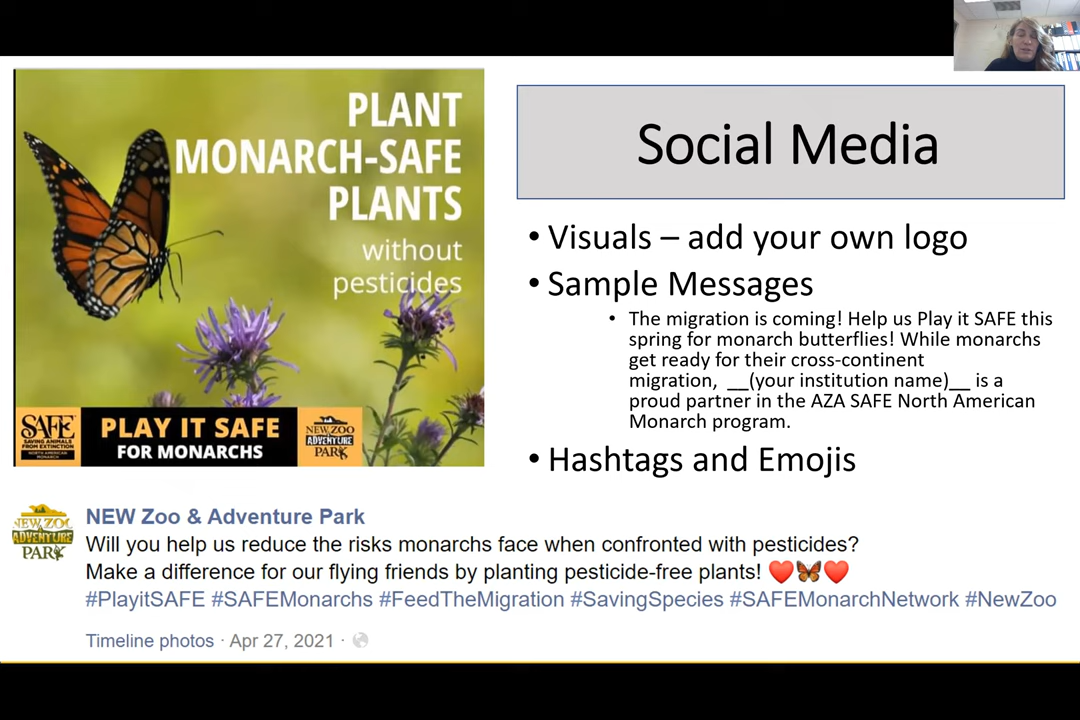 PLANT
MONARCH-SAFE
PLANTS
without
pesticides
SAFE
SAVING ANIMALS
FROM EXTINCTION
NORTH AMERICAN
MONARCH
PLAY IT SAFE
FOR MONARCHS
NEW ZOO
ADVENTURE
PARK
Social Media
• Visuals – add your own logo
• Sample Messages
• The migration is coming! Help us Play it SAFE this
spring for monarch butterflies! While monarchs
get ready for their cross-continent
migration, __(your institution name)__ is a
proud partner in the AZA SAFE North American
Monarch program.
• Hashtags and Emojis
NEW ZOO
ADVENTURE
PARK
NEW Zoo & Adventure Park
Will you help us reduce the risks monarchs face when confronted with pesticides?
Make a difference for our flying friends by planting pesticide-free plants! ❤️🦋❤️
#PlayitSAFE #SAFEMonarchs #FeedTheMigration #SavingSpecies #SAFEMonarchNetwork #NewZoo
Timeline photos · Apr 27, 2021 ·